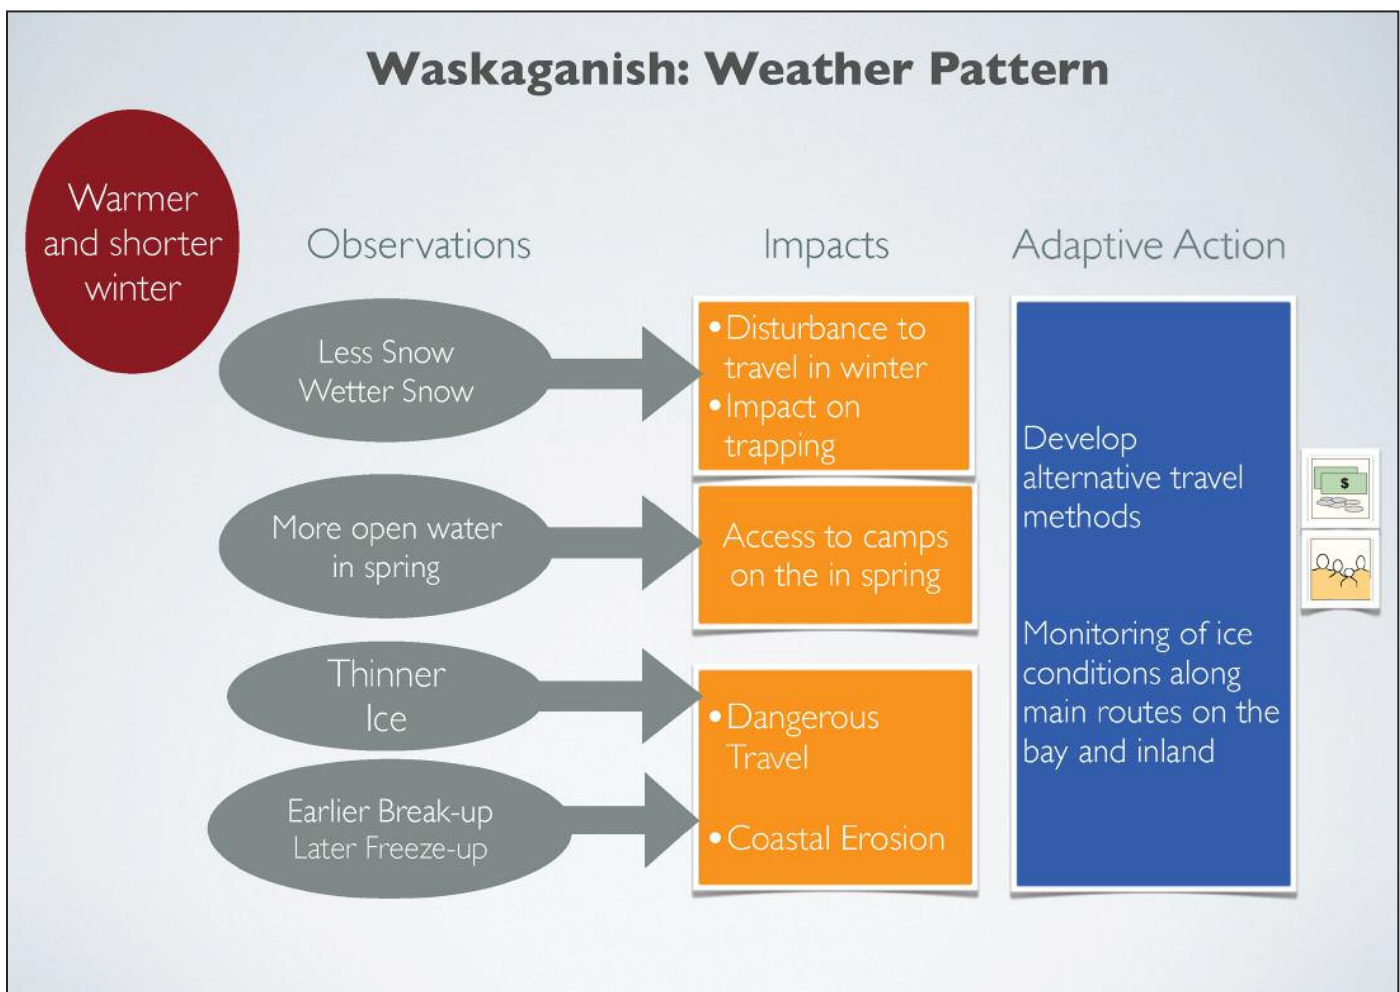 Waskaganish: Weather Pattern
Warmer
and shorter
winter
Observations
Impacts
Adaptive Action
Less Snow
Wetter Snow
•Disturbance to
travel in winter
•Impact on
trapping
More open water
in spring
Access to camps
on the in spring
Thinner
Ice
Earlier Break-up
Later Freeze-up
•Dangerous
Travel
•Coastal Erosion
Develop
alternative travel
methods
Monitoring of ice
conditions along
main routes on the
bay and inland
$